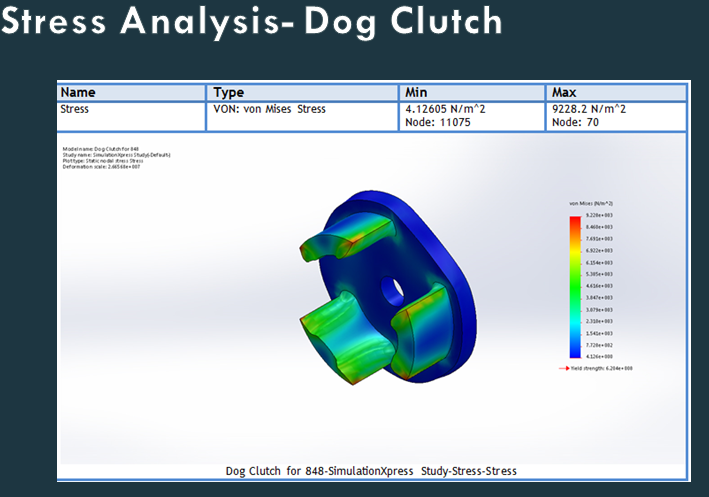 Stress Analysis- Dog Clutch
Name Type Min Max
Stress VON: von Mises Stress 4.12605 N/m^2 9228.2 N/m^2
Node: 11075 Node: 70
Model name: Dog Clutch for 848
Study name: SimulationXpress Study(-Default-)
Plot type: Static nodal stress Stress
Deformation scale: 2.66568e+007
von Mises (N/m^2)
9.228e+003
8.460e+003
7.691e+003
6.922e+003
6.154e+003
5.385e+003
4.616e+003
3.847e+003
3.079e+003
2.310e+003
1.541e+003
7.728e+002
4.126e+000
Yield strength: 6.204e+008
Dog Clutch for 848-SimulationXpress Study-Stress-Stress